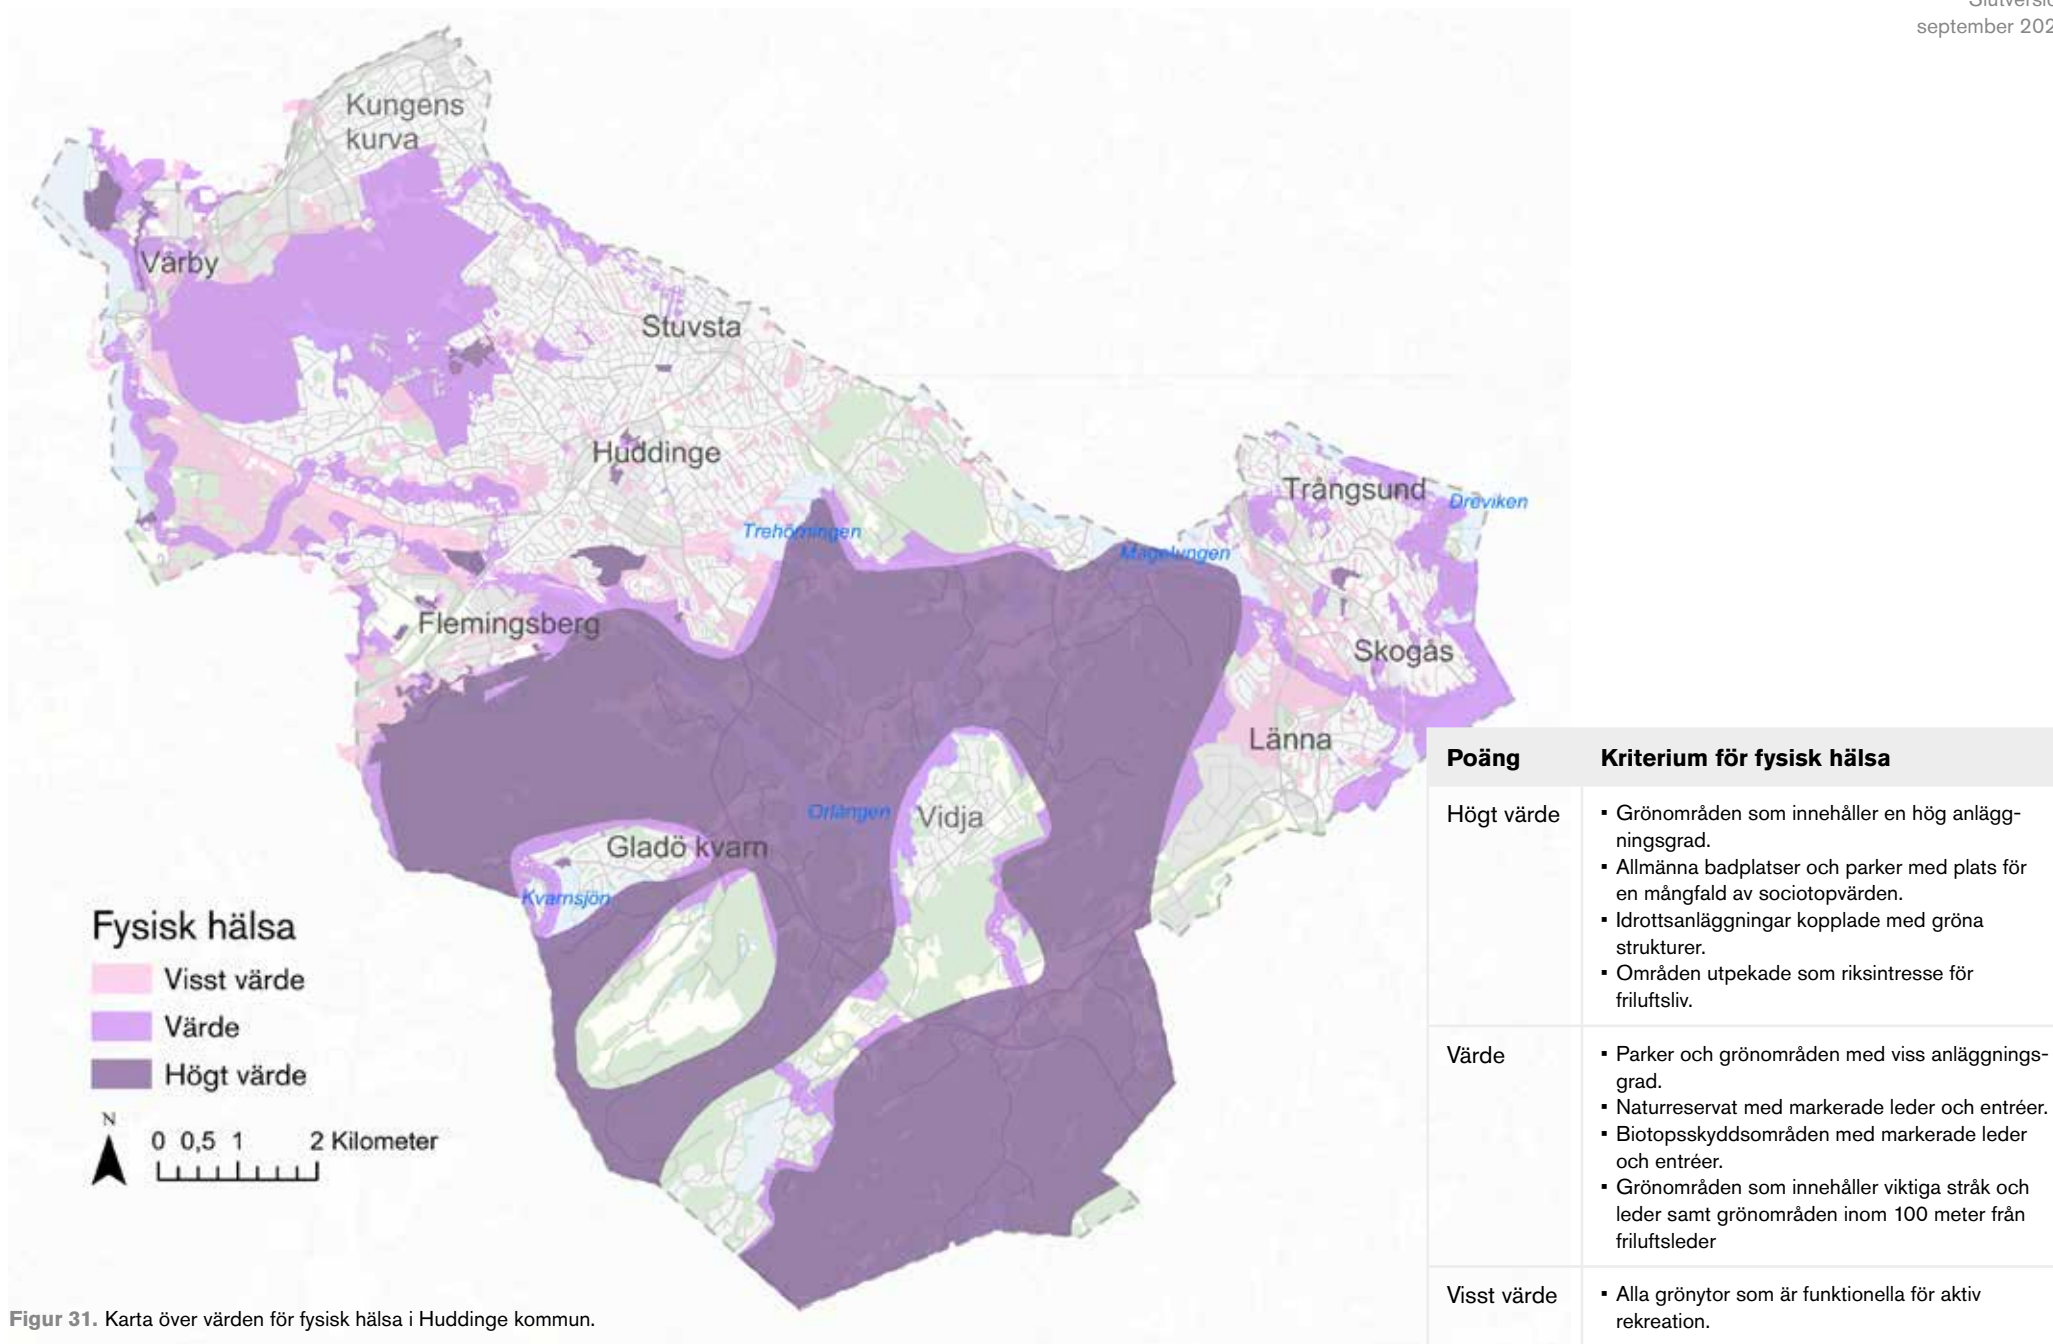 Slutversio
september 202
Kungens
kurva
Vårby
Stuvsta
Huddinge
Trångsund
Drevviken
Trehörningen
Magelungen
Flemingsberg
Skogås
Länna
Orlången
Vidja
Gladö kvarn
Kvarnsjön
Fysisk hälsa
Visst värde
Värde
Högt värde
N
0 0,5 1 2 Kilometer
Poäng Kriterium för fysisk hälsa
Högt värde ▪ Grönområden som innehåller en hög anlägg-
ningsgrad.
▪ Allmänna badplatser och parker med plats för
en mångfald av sociotopvärden.
▪ Idrottsanläggningar kopplade med gröna
strukturer.
▪ Områden utpekade som riksintresse för
friluftsliv.
Värde ▪ Parker och grönområden med viss anläggnings-
grad.
▪ Naturreservat med markerade leder och entréer.
▪ Biotopsskyddsområden med markerade leder
och entréer.
▪ Grönområden som innehåller viktiga stråk och
leder samt grönområden inom 100 meter från
friluftsleder
Visst värde ▪ Alla grönytor som är funktionella för aktiv
rekreation.
Figur 31. Karta över värden för fysisk hälsa i Huddinge kommun.